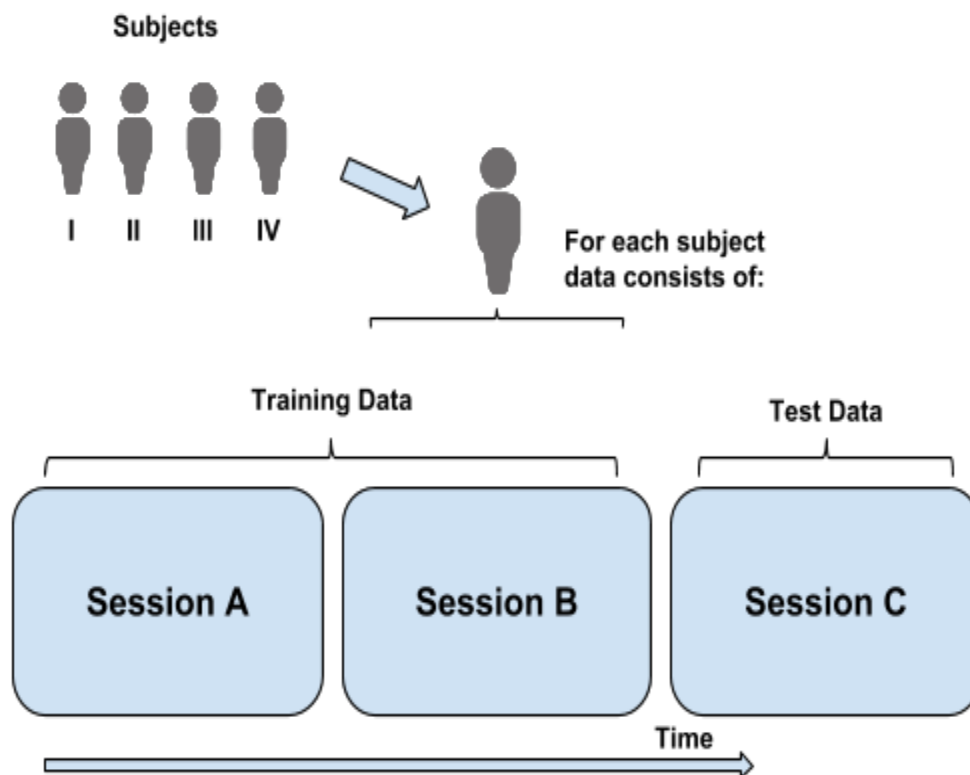 Subjects
I II III IV
For each subject
data consists of:
Training Data
Test Data
Session A
Session B
Session C
Time